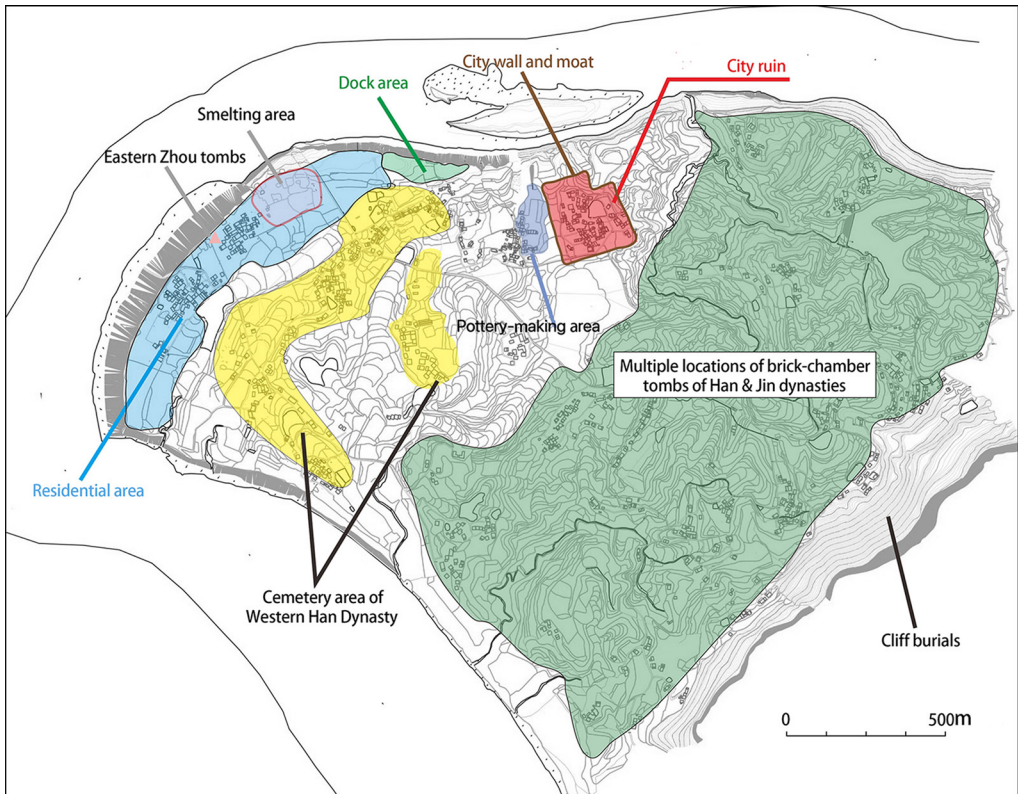 City wall and moat
City ruin
Dock area
Smelting area
Eastern Zhou tombs
Pottery-making area
Multiple locations of brick-chamber
tombs of Han & Jin dynasties
Residential area
Cemetery area of
Western Han Dynasty
Cliff burials
0
500m